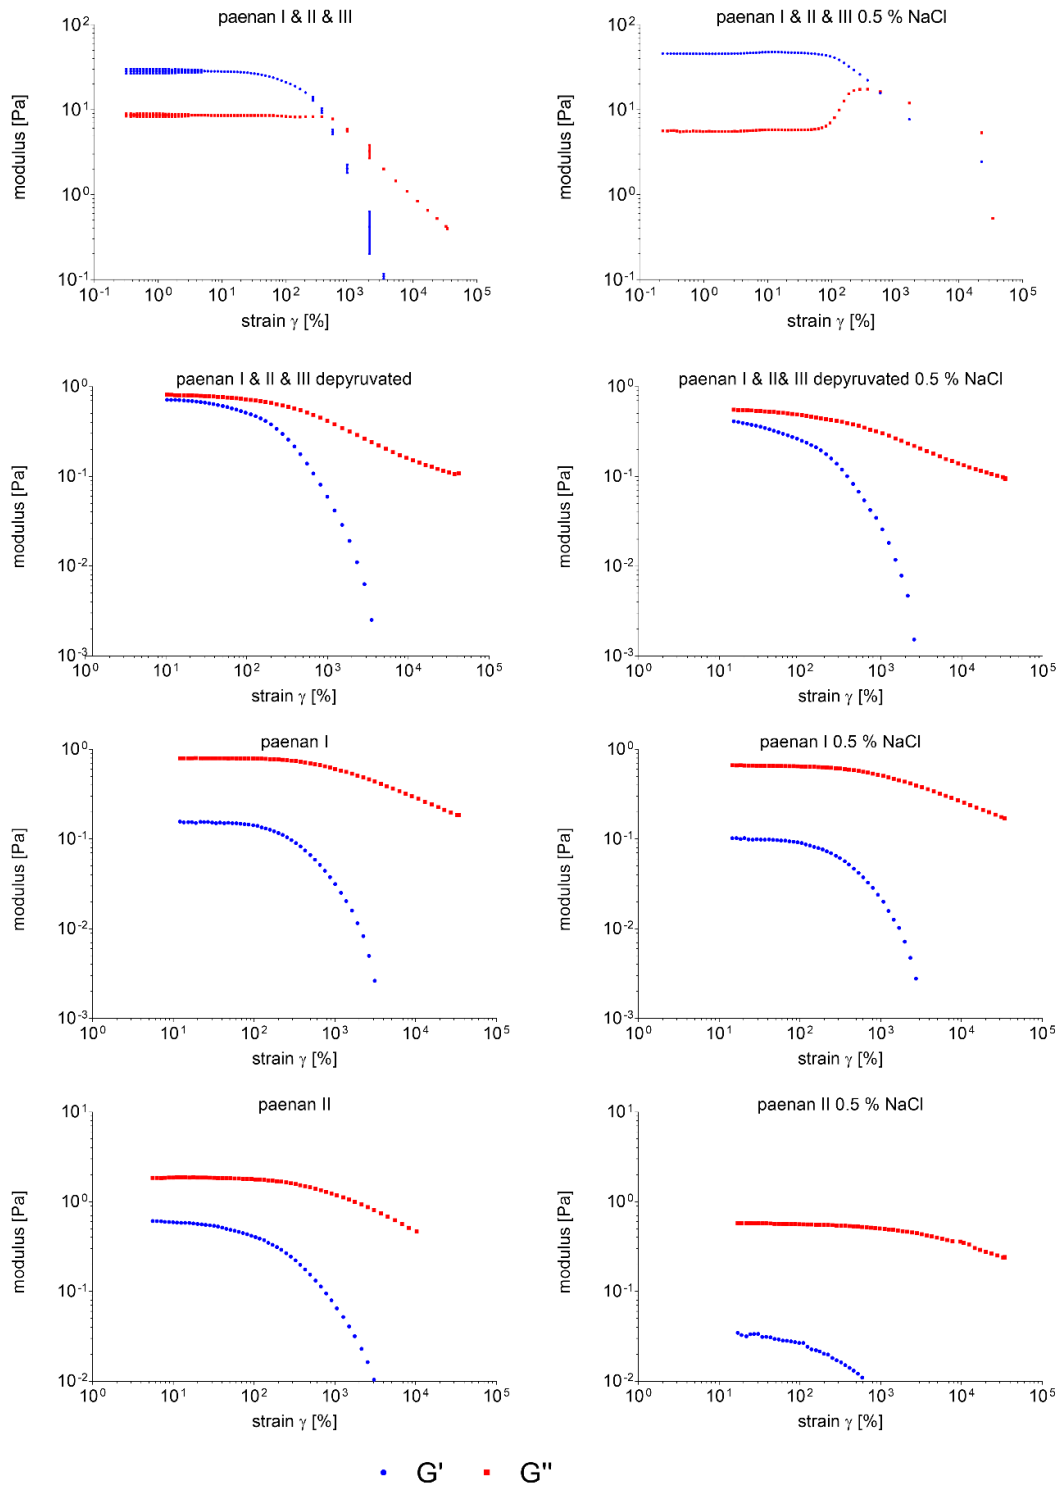 paenan I & II & III
modulus [Pa]
10² 10¹ 10⁰ 10⁻¹
10⁻¹ 10⁰ 10¹ 10² 10³ 10⁴ 10⁵
strain γ [%]
paenan I & II & III 0.5 % NaCl
modulus [Pa]
10² 10¹ 10⁰ 10⁻¹
10⁻¹ 10⁰ 10¹ 10² 10³ 10⁴ 10⁵
strain γ [%]
paenan I & II & III depyruvated
modulus [Pa]
10⁰ 10⁻¹ 10⁻² 10⁻³
10⁰ 10¹ 10² 10³ 10⁴ 10⁵
strain γ [%]
paenan I & II& III depyruvated 0.5 % NaCl
modulus [Pa]
10⁰ 10⁻¹ 10⁻² 10⁻³
10⁰ 10¹ 10² 10³ 10⁴ 10⁵
strain γ [%]
paenan I
modulus [Pa]
10⁰ 10⁻¹ 10⁻² 10⁻³
10⁰ 10¹ 10² 10³ 10⁴ 10⁵
strain γ [%]
paenan I 0.5 % NaCl
modulus [Pa]
10⁰ 10⁻¹ 10⁻² 10⁻³
10⁰ 10¹ 10² 10³ 10⁴ 10⁵
strain γ [%]
paenan II
modulus [Pa]
10¹ 10⁰ 10⁻¹ 10⁻²
10⁰ 10¹ 10² 10³ 10⁴ 10⁵
strain γ [%]
paenan II 0.5 % NaCl
modulus [Pa]
10¹ 10⁰ 10⁻¹ 10⁻²
10⁰ 10¹ 10² 10³ 10⁴ 10⁵
strain γ [%]
G' G"